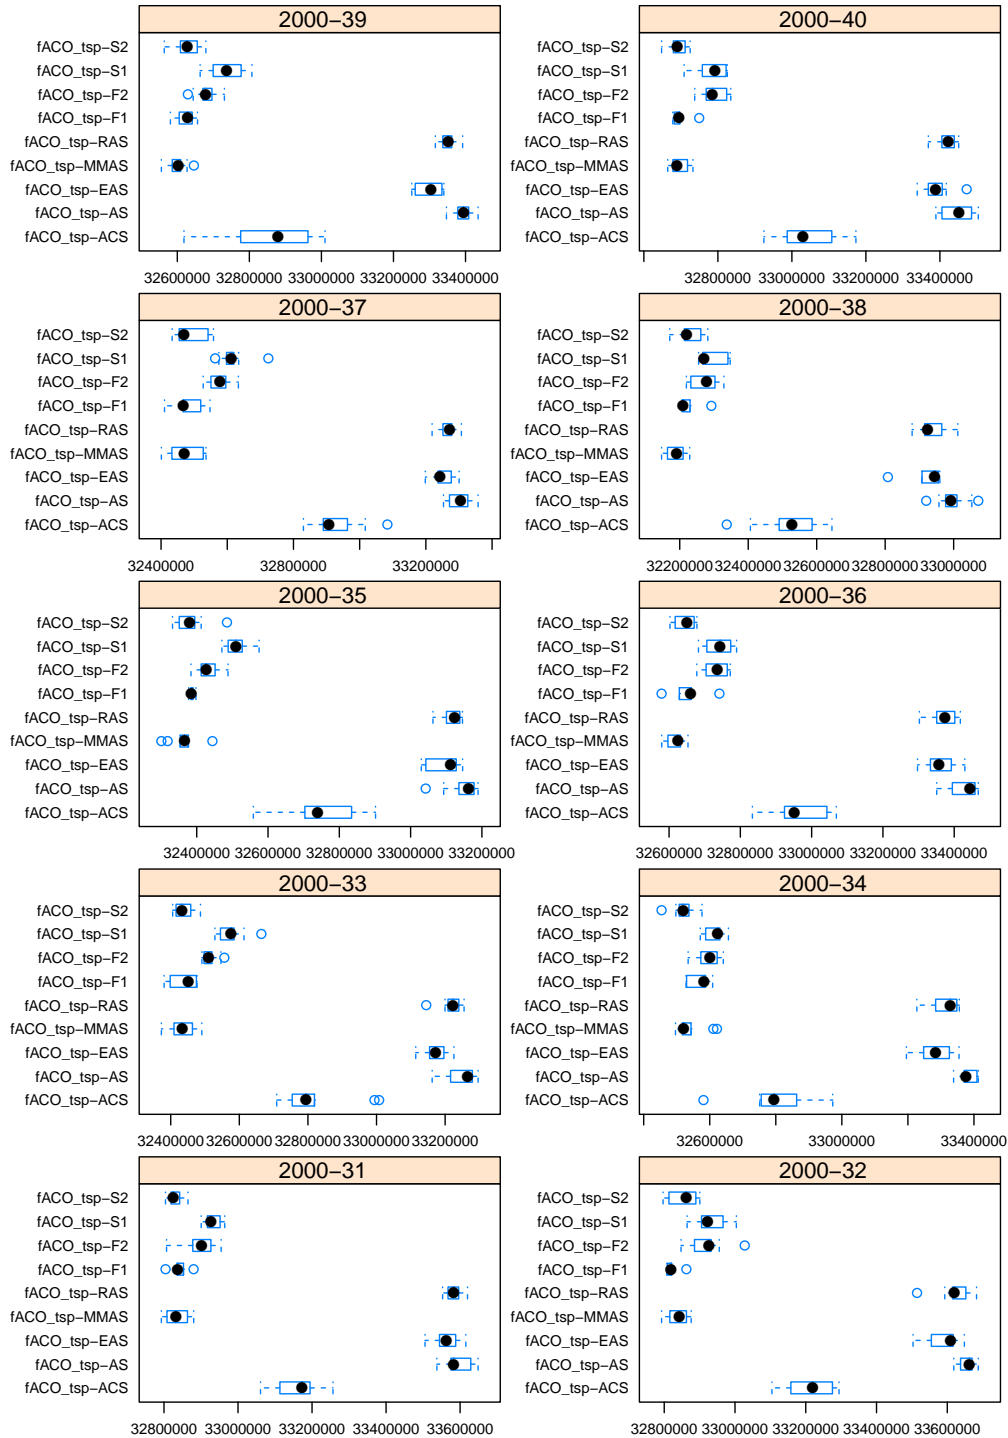 2000−39
fACO_tsp−S2
fACO_tsp−S1
fACO_tsp−F2
fACO_tsp−F1
fACO_tsp−RAS
fACO_tsp−MMAS
fACO_tsp−EAS
fACO_tsp−AS
fACO_tsp−ACS
32600000 32800000 33000000 33200000 33400000
2000−40
fACO_tsp−S2
fACO_tsp−S1
fACO_tsp−F2
fACO_tsp−F1
fACO_tsp−RAS
fACO_tsp−MMAS
fACO_tsp−EAS
fACO_tsp−AS
fACO_tsp−ACS
32800000 33000000 33200000 33400000
2000−37
fACO_tsp−S2
fACO_tsp−S1
fACO_tsp−F2
fACO_tsp−F1
fACO_tsp−RAS
fACO_tsp−MMAS
fACO_tsp−EAS
fACO_tsp−AS
fACO_tsp−ACS
32400000 32800000 33200000
2000−38
fACO_tsp−S2
fACO_tsp−S1
fACO_tsp−F2
fACO_tsp−F1
fACO_tsp−RAS
fACO_tsp−MMAS
fACO_tsp−EAS
fACO_tsp−AS
fACO_tsp−ACS
32200000 32400000 32600000 32800000 33000000
2000−35
fACO_tsp−S2
fACO_tsp−S1
fACO_tsp−F2
fACO_tsp−F1
fACO_tsp−RAS
fACO_tsp−MMAS
fACO_tsp−EAS
fACO_tsp−AS
fACO_tsp−ACS
32400000 32600000 32800000 33000000 33200000
2000−36
fACO_tsp−S2
fACO_tsp−S1
fACO_tsp−F2
fACO_tsp−F1
fACO_tsp−RAS
fACO_tsp−MMAS
fACO_tsp−EAS
fACO_tsp−AS
fACO_tsp−ACS
32600000 32800000 33000000 33200000 33400000
2000−33
fACO_tsp−S2
fACO_tsp−S1
fACO_tsp−F2
fACO_tsp−F1
fACO_tsp−RAS
fACO_tsp−MMAS
fACO_tsp−EAS
fACO_tsp−AS
fACO_tsp−ACS
32400000 32600000 32800000 33000000 33200000
2000−34
fACO_tsp−S2
fACO_tsp−S1
fACO_tsp−F2
fACO_tsp−F1
fACO_tsp−RAS
fACO_tsp−MMAS
fACO_tsp−EAS
fACO_tsp−AS
fACO_tsp−ACS
32600000 33000000 33400000
2000−31
fACO_tsp−S2
fACO_tsp−S1
fACO_tsp−F2
fACO_tsp−F1
fACO_tsp−RAS
fACO_tsp−MMAS
fACO_tsp−EAS
fACO_tsp−AS
fACO_tsp−ACS
32800000 33000000 33200000 33400000 33600000
2000−32
fACO_tsp−S2
fACO_tsp−S1
fACO_tsp−F2
fACO_tsp−F1
fACO_tsp−RAS
fACO_tsp−MMAS
fACO_tsp−EAS
fACO_tsp−AS
fACO_tsp−ACS
32800000 33000000 33200000 33400000 33600000